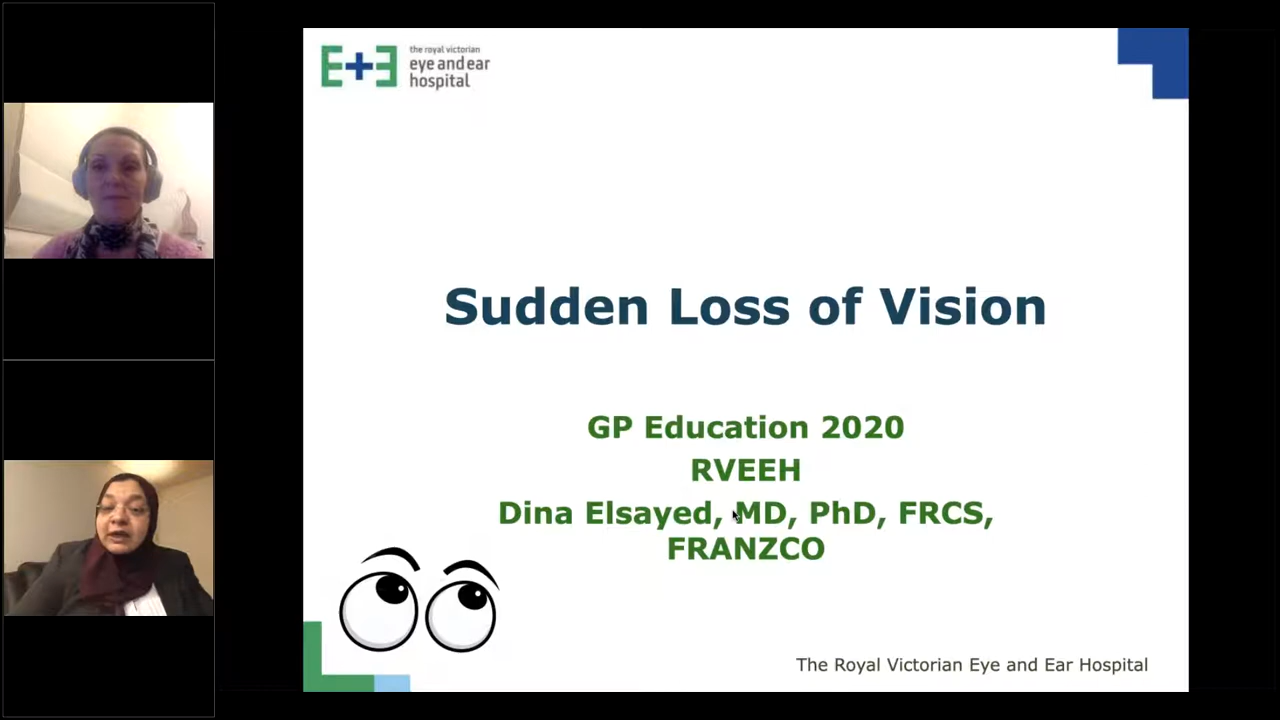 the royal victorian
eye and ear
hospital
Sudden Loss of Vision
GP Education 2020
RVEEH
Dina Elsayed, MD, PhD, FRCS,
FRANZCO
The Royal Victorian Eye and Ear Hospital